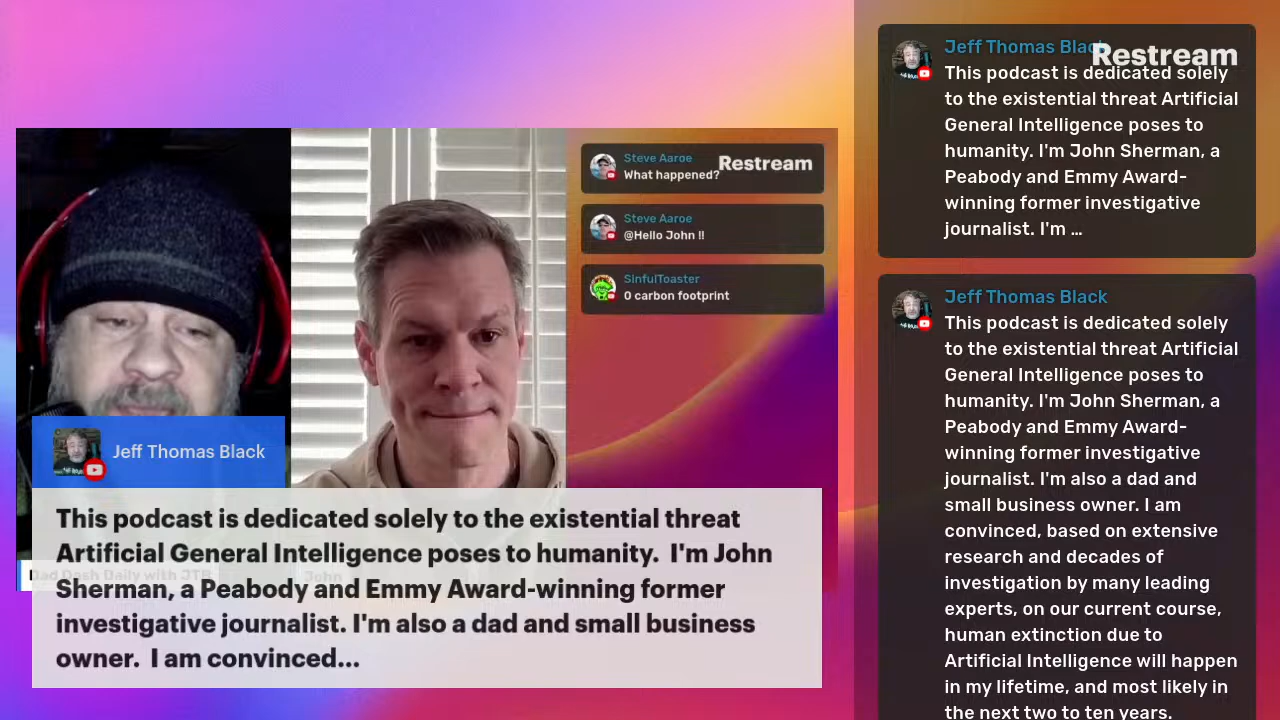 Steve Aaroe
What happened?
Restream
Steve Aaroe
@Hello John !!
SinfulToaster
0 carbon footprint
Jeff Thomas Black
This podcast is dedicated solely to the existential threat
Artificial General Intelligence poses to humanity.  I'm John
Sherman, a Peabody and Emmy Award-winning former
investigative journalist. I'm also a dad and small business
owner.  I am convinced...
Dad Dash Daily with JTB
John
Jeff Thomas Black
Restream
This podcast is dedicated solely
to the existential threat Artificial
General Intelligence poses to
humanity. I'm John Sherman, a
Peabody and Emmy Award-
winning former investigative
journalist. I'm ...
Jeff Thomas Black
This podcast is dedicated solely
to the existential threat Artificial
General Intelligence poses to
humanity. I'm John Sherman, a
Peabody and Emmy Award-
winning former investigative
journalist. I'm also a dad and
small business owner. I am
convinced, based on extensive
research and decades of
investigation by many leading
experts, on our current course,
human extinction due to
Artificial Intelligence will happen
in my lifetime, and most likely in
the next two to ten years.